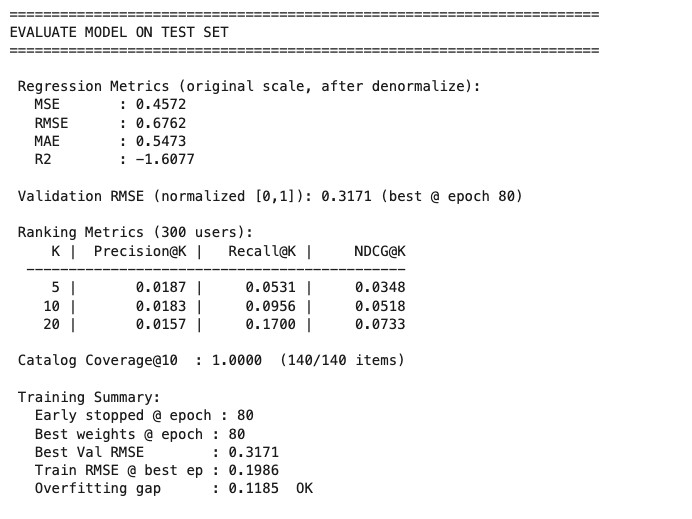 ======================================================================
EVALUATE MODEL ON TEST SET
======================================================================
Regression Metrics (original scale, after denormalize):
MSE : 0.4572
RMSE : 0.6762
MAE : 0.5473
R2 : −1.6077
Validation RMSE (normalized [0,1]): 0.3171 (best @ epoch 80)
Ranking Metrics (300 users):
K | Precision@K | Recall@K | NDCG@K
---------------------------------------------
5 | 0.0187 | 0.0531 | 0.0348
10 | 0.0183 | 0.0956 | 0.0518
20 | 0.0157 | 0.1700 | 0.0733
Catalog Coverage@10 : 1.0000 (140/140 items)
Training Summary:
Early stopped @ epoch : 80
Best weights @ epoch : 80
Best Val RMSE : 0.3171
Train RMSE @ best ep : 0.1986
Overfitting gap : 0.1185 OK